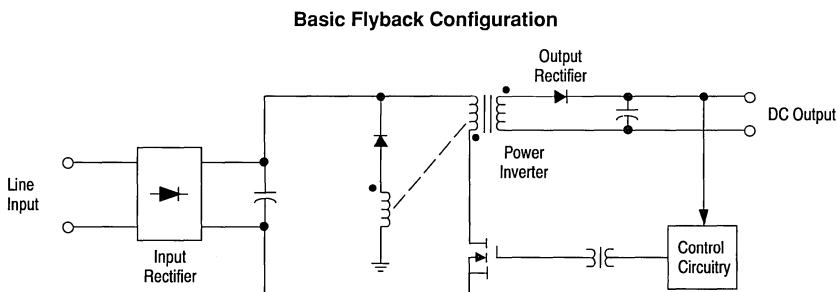 Basic Flyback Configuration
Output
Rectifier
DC Output
Power
Inverter
Line
Input
Input
Rectifier
Control
Circuitry